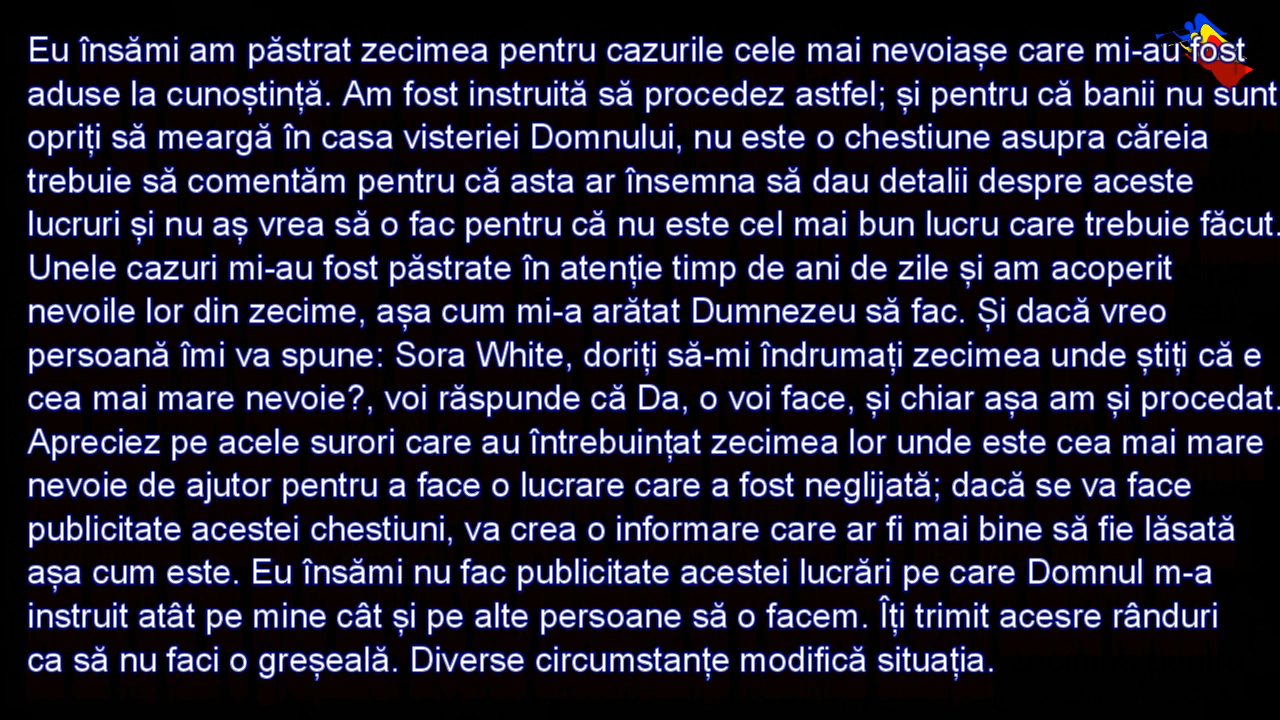 Eu însămi am păstrat zecimea pentru cazurile cele mai nevoiașe care mi-au fost
aduse la cunoștință. Am fost instruită să procedez astfel; și pentru că banii nu sunt
opriți să meargă în casa visteriei Domnului, nu este o chestiune asupra căreia
trebuie să comentăm pentru că asta ar însemna să dau detalii despre aceste
lucruri și nu aș vrea să o fac pentru că nu este cel mai bun lucru care trebuie făcut.
Unele cazuri mi-au fost păstrate în atenție timp de ani de zile și am acoperit
nevoile lor din zecime, așa cum mi-a arătat Dumnezeu să fac. Și dacă vreo
persoană îmi va spune: Sora White, doriți să-mi îndrumați zecimea unde știți că e
cea mai mare nevoie?, voi răspunde că Da, o voi face, și chiar așa am și procedat.
Apreciez pe acele surori care au întrebuințat zecimea lor unde este cea mai mare
nevoie de ajutor pentru a face o lucrare care a fost neglijată; dacă se va face
publicitate acestei chestiuni, va crea o informare care ar fi mai bine să fie lăsată
așa cum este. Eu însămi nu fac publicitate acestei lucrări pe care Domnul m-a
instruit atât pe mine cât și pe alte persoane să o facem. Îți trimit acesre rânduri
ca să nu faci o greșeală. Diverse circumstanțe modifică situația.